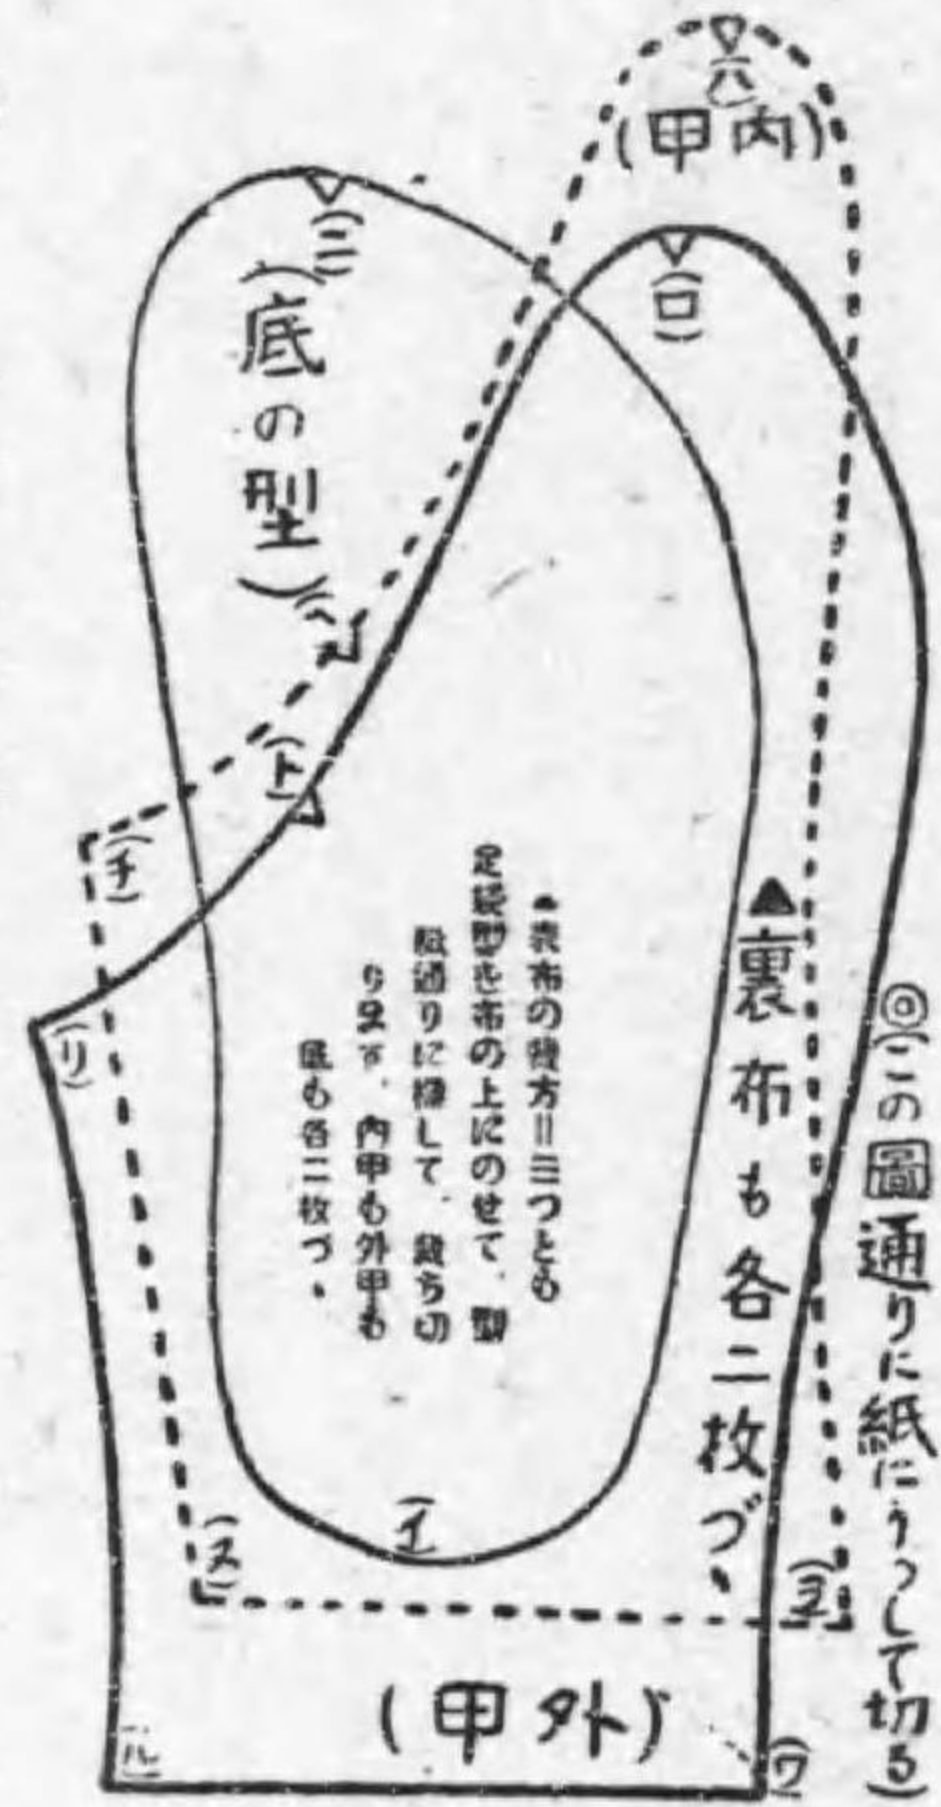 ◎(この圖通りに紙にうつして切る)
(内甲)
(ハ)
(ロ)
(ニ)
(底の型)
(ヘ)
(ト)
(チ)
(リ)
▲裏布も各二枚づゝ
▲表布の裁方=三つとも
足袋型を布の上にのせて、型
紙通りに標して、裁ち切
ります。内甲も外甲も
底も各二枚づゝ
(イ)
(ヌ)
(ヲ)
(外甲)
(ル)
(ワ)